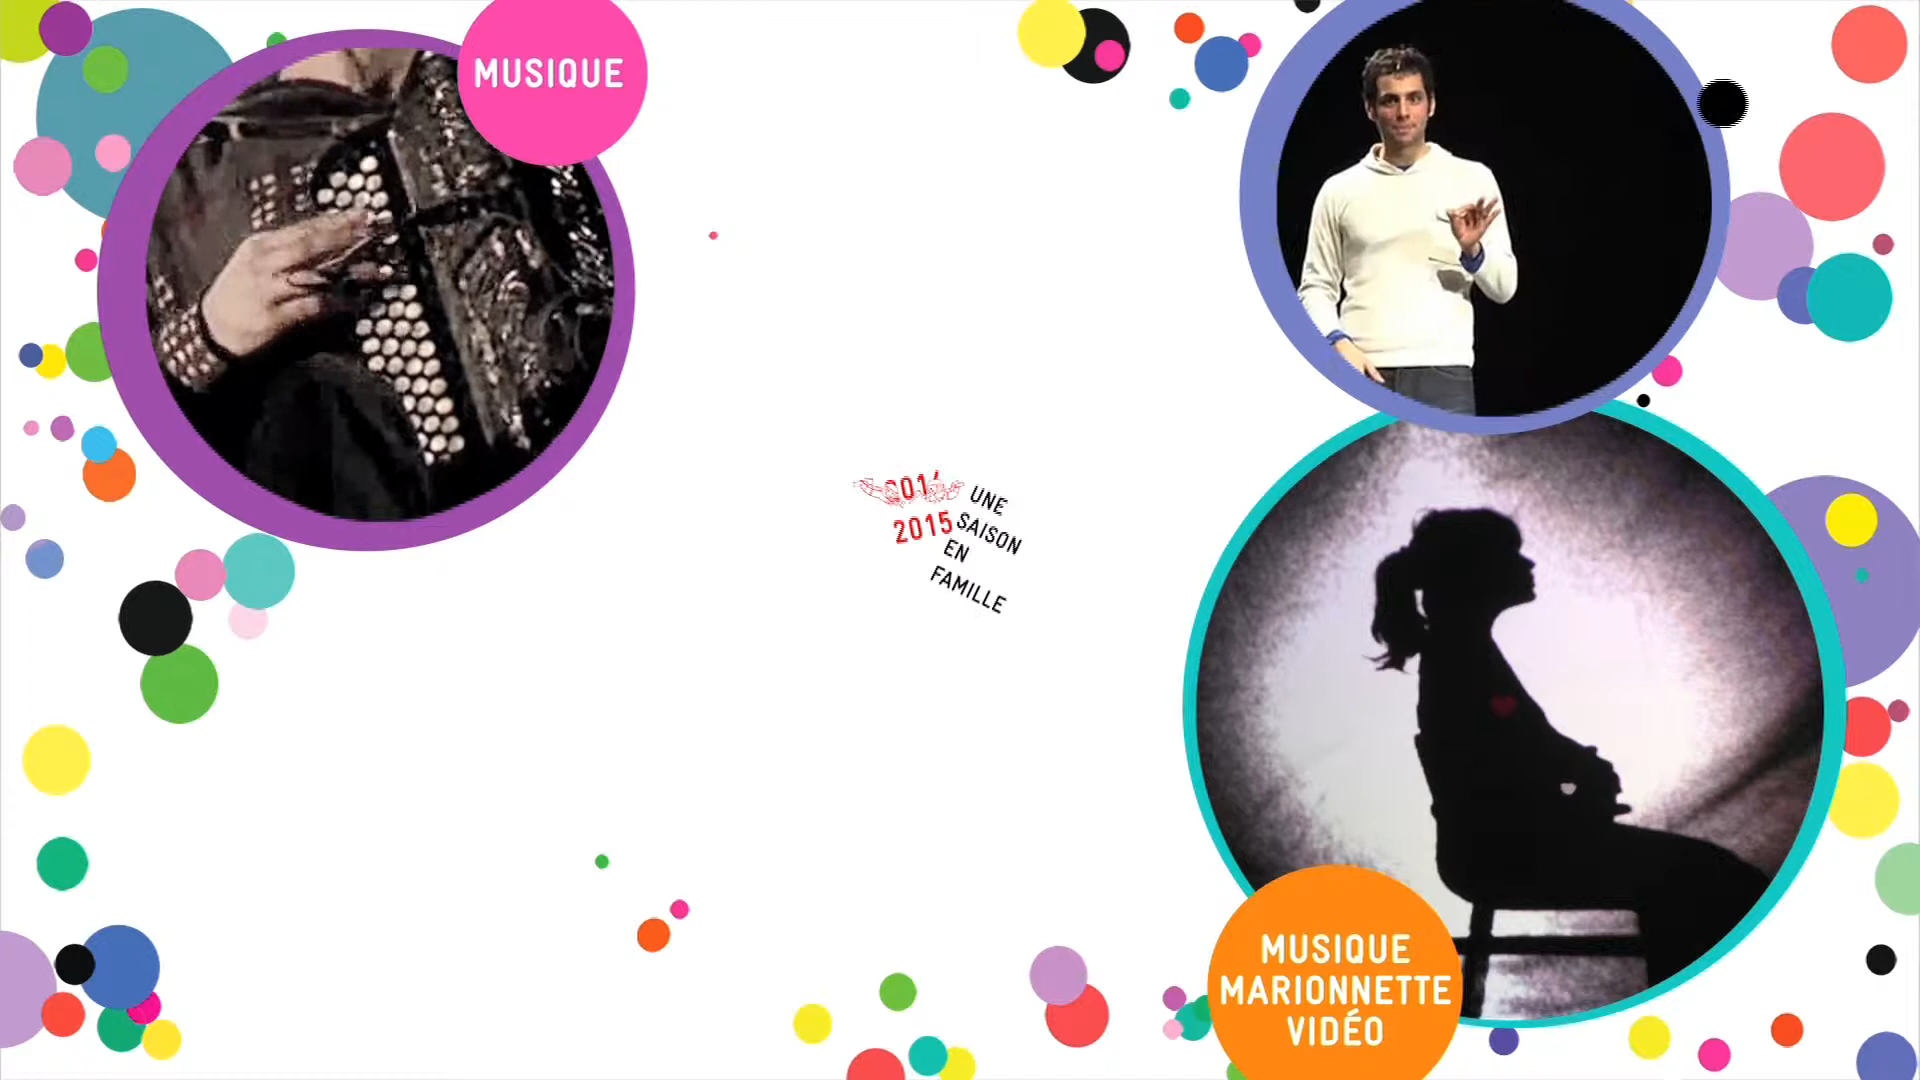 MUSIQUE
2015
UNE
SAISON
EN
FAMILLE
MUSIQUE
MARIONNETTE
VIDÉO